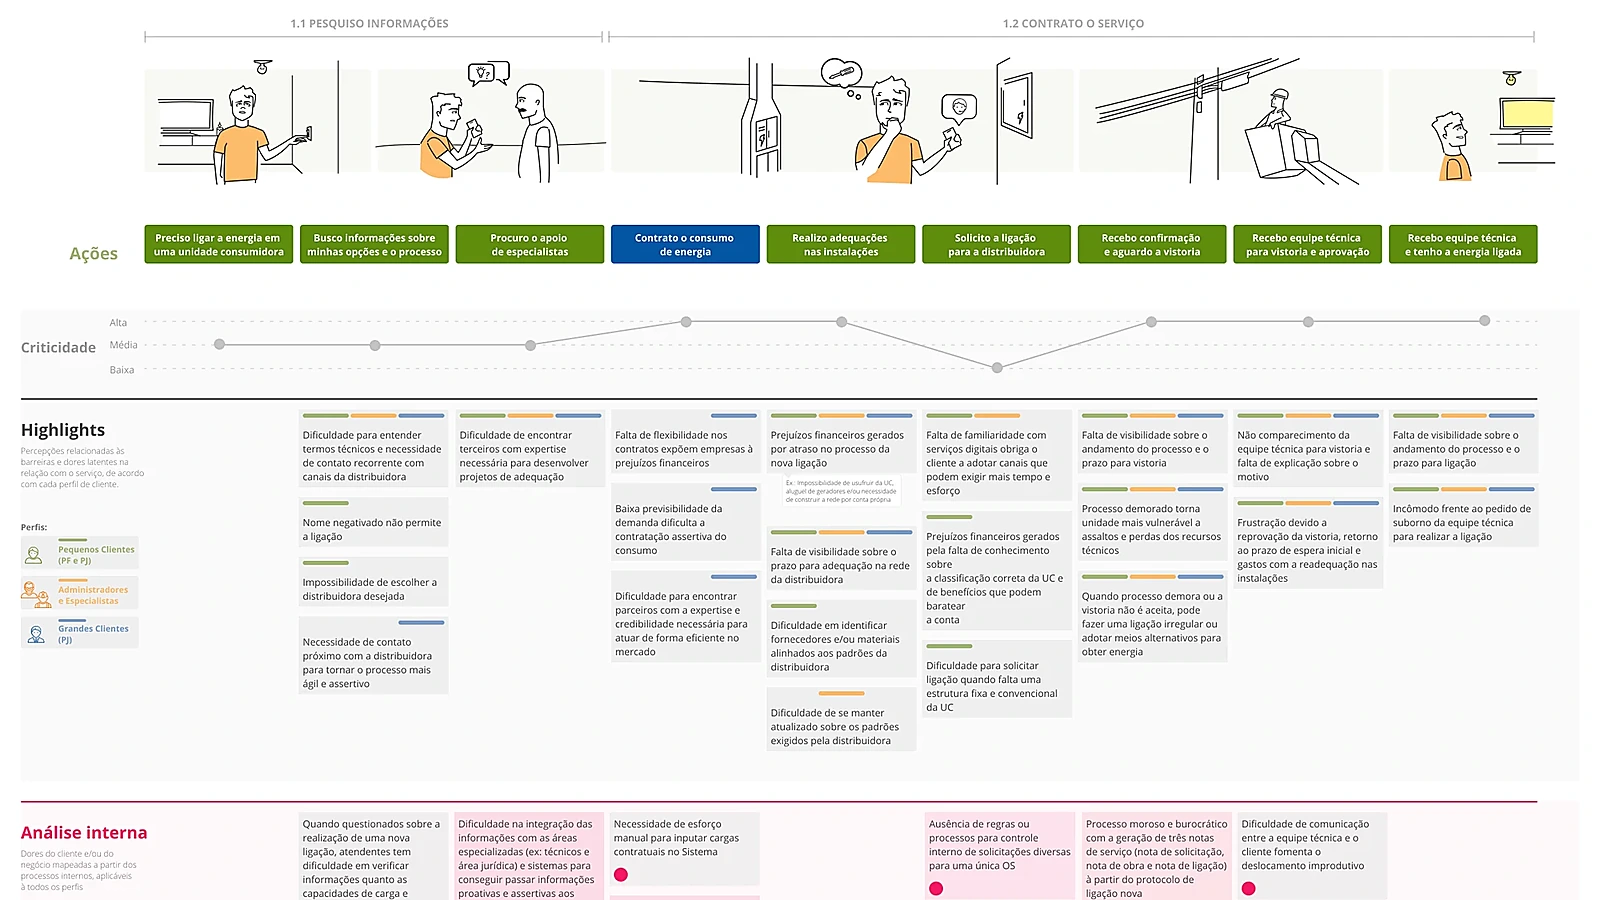 1.1 PESQUISO INFORMAÇÕES
1.2 CONTRATO O SERVIÇO
Ações
Preciso ligar a energia em
uma unidade consumidora
Busco informações sobre
minhas opções e o processo
Procuro o apoio
de especialistas
Contrato o consumo
de energia
Realizo adequações
nas instalações
Solicito a ligação
para a distribuidora
Recebo confirmação
e aguardo a vistoria
Recebo equipe técnica
para vistoria e aprovação
Recebo equipe técnica
e tenho a energia ligada
Criticidade
Alta
Média
Baixa
Highlights
Percepções relacionadas às
barreiras e dores latentes na
relação com o serviço, de acordo
com cada perfil de cliente.
Perfis:
Pequenos Clientes
(PF e PJ)
Administradores
e Especialistas
Grandes Clientes
(PJ)
Dificuldade para entender
termos técnicos e necessidade
de contato recorrente com
canais da distribuidora
Nome negativado não permite
a ligação
Impossibilidade de escolher a
distribuidora desejada
Necessidade de contato
próximo com a distribuidora
para tornar o processo mais
ágil e assertivo
Dificuldade de encontrar
terceiros com expertise
necessária para desenvolver
projetos de adequação
Falta de flexibilidade nos
contratos expõem empresas à
prejuízos financeiros
Baixa previsibilidade da
demanda dificulta a
contratação assertiva do
consumo
Dificuldade para encontrar
parceiros com a expertise e
credibilidade necessária para
atuar de forma eficiente no
mercado
Prejuízos financeiros gerados
por atraso no processo da
nova ligação
Ex: Impossibilidade de usufruir da UC,
aluguel de geradores e/ou necessidade
de construir a rede por conta própria
Falta de visibilidade sobre o
prazo para adequação na rede
da distribuidora
Dificuldade em identificar
fornecedores e/ou materiais
alinhados aos padrões da
distribuidora
Dificuldade de se manter
atualizado sobre os padrões
exigidos pela distribuidora
Falta de familiaridade com
serviços digitais obriga o
cliente a adotar canais que
podem exigir mais tempo e
esforço
Prejuízos financeiros gerados
pela falta de conhecimento
sobre
a classificação correta da UC e
de benefícios que podem
baratear
a conta
Dificuldade para solicitar
ligação quando falta uma
estrutura fixa e convencional
da UC
Falta de visibilidade sobre o
andamento do processo e o
prazo para vistoria
Processo demorado torna
unidade mais vulnerável a
assaltos e perdas dos recursos
técnicos
Quando processo demora ou a
vistoria não é aceita, pode
fazer uma ligação irregular ou
adotar meios alternativos para
obter energia
Não comparecimento da
equipe técnica para vistoria e
falta de explicação sobre o
motivo
Frustração devido a
reprovação da vistoria, retorno
ao prazo de espera inicial e
gastos com a readequação nas
instalações
Falta de visibilidade sobre o
andamento do processo e o
prazo para ligação
Incômodo frente ao pedido de
suborno da equipe técnica
para realizar a ligação
Análise interna
Dores do cliente e/ou do
negócio mapeadas a partir dos
processos internos, aplicáveis
à todos os perfis
Quando questionados sobre a
realização de uma nova
ligação, atendentes tem
dificuldade em verificar
informações quanto as
capacidades de carga e
Dificuldade na integração das
informações com as áreas
especializadas (ex: técnicos e
área jurídica) e sistemas para
conseguir passar informações
proativas e assertivas aos
Necessidade de esforço
manual para inputar cargas
contratuais no Sistema
Ausência de regras ou
processos para controle
interno de solicitações diversas
para uma única OS
Processo moroso e burocrático
com a geração de três notas
de serviço (nota de solicitação,
nota de obra e nota de ligação)
à partir do protocolo de
ligação nova
Dificuldade de comunicação
entre a equipe técnica e o
cliente fomenta o
deslocamento improdutivo